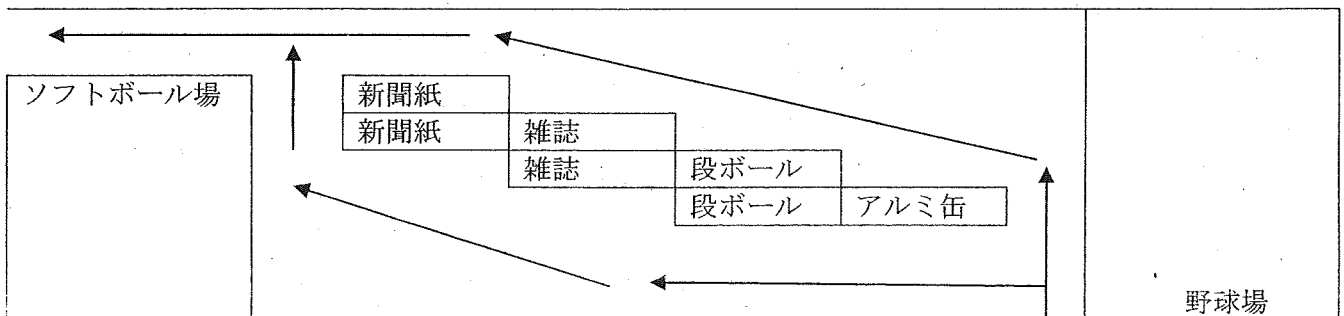 ソフトボール場
新聞紙
新聞紙 雑誌
雑誌 段ボール
段ボール アルミ缶
野球場